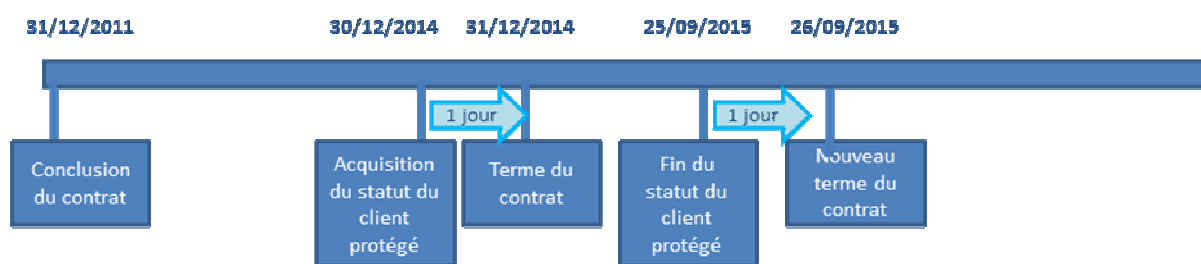 31/12/2011
30/12/2014
31/12/2014
25/09/2015
26/09/2015
1 jour
1 jour
Conclusion
du contrat
Acquisition
du statut du
client
protégé
Terme du
contrat
Fin du
statut du
client
protégé
Nouveau
terme du
contrat